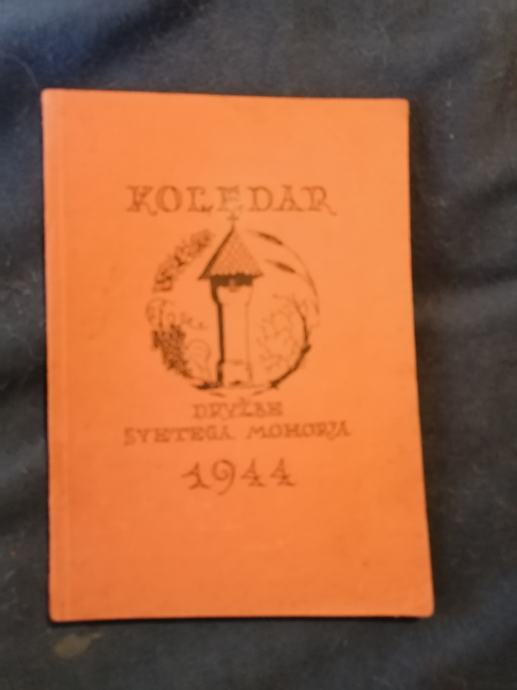 KOLEDAR
DRUŽBE
SVETEGA MOHORJA
1944